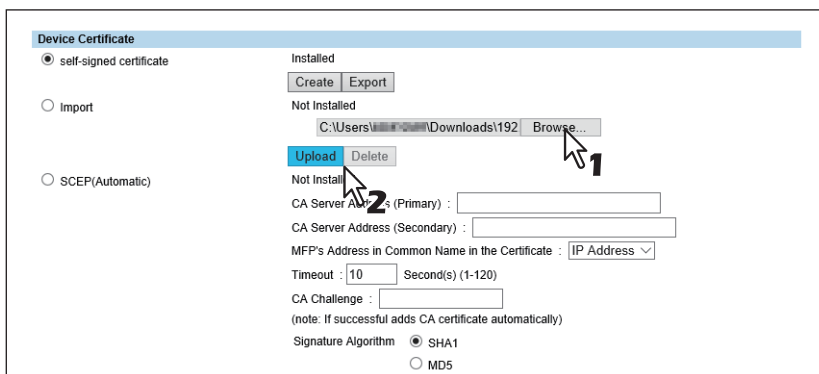 Device Certificate
self-signed certificate Installed
Create Export
Import Not Installed
C:\Users\ \Downloads\192 Browse...
1
Upload Delete
SCEP(Automatic) Not
2
CA Server (Primary) :
CA Server Address (Secondary) :
MFP's Address in Common Name in the Certificate : IP Address
Timeout : 10 Second(s) (1-120)
CA Challenge :
(note: If successful adds CA certificate automatically)
Signature Algorithm SHA1
MD5